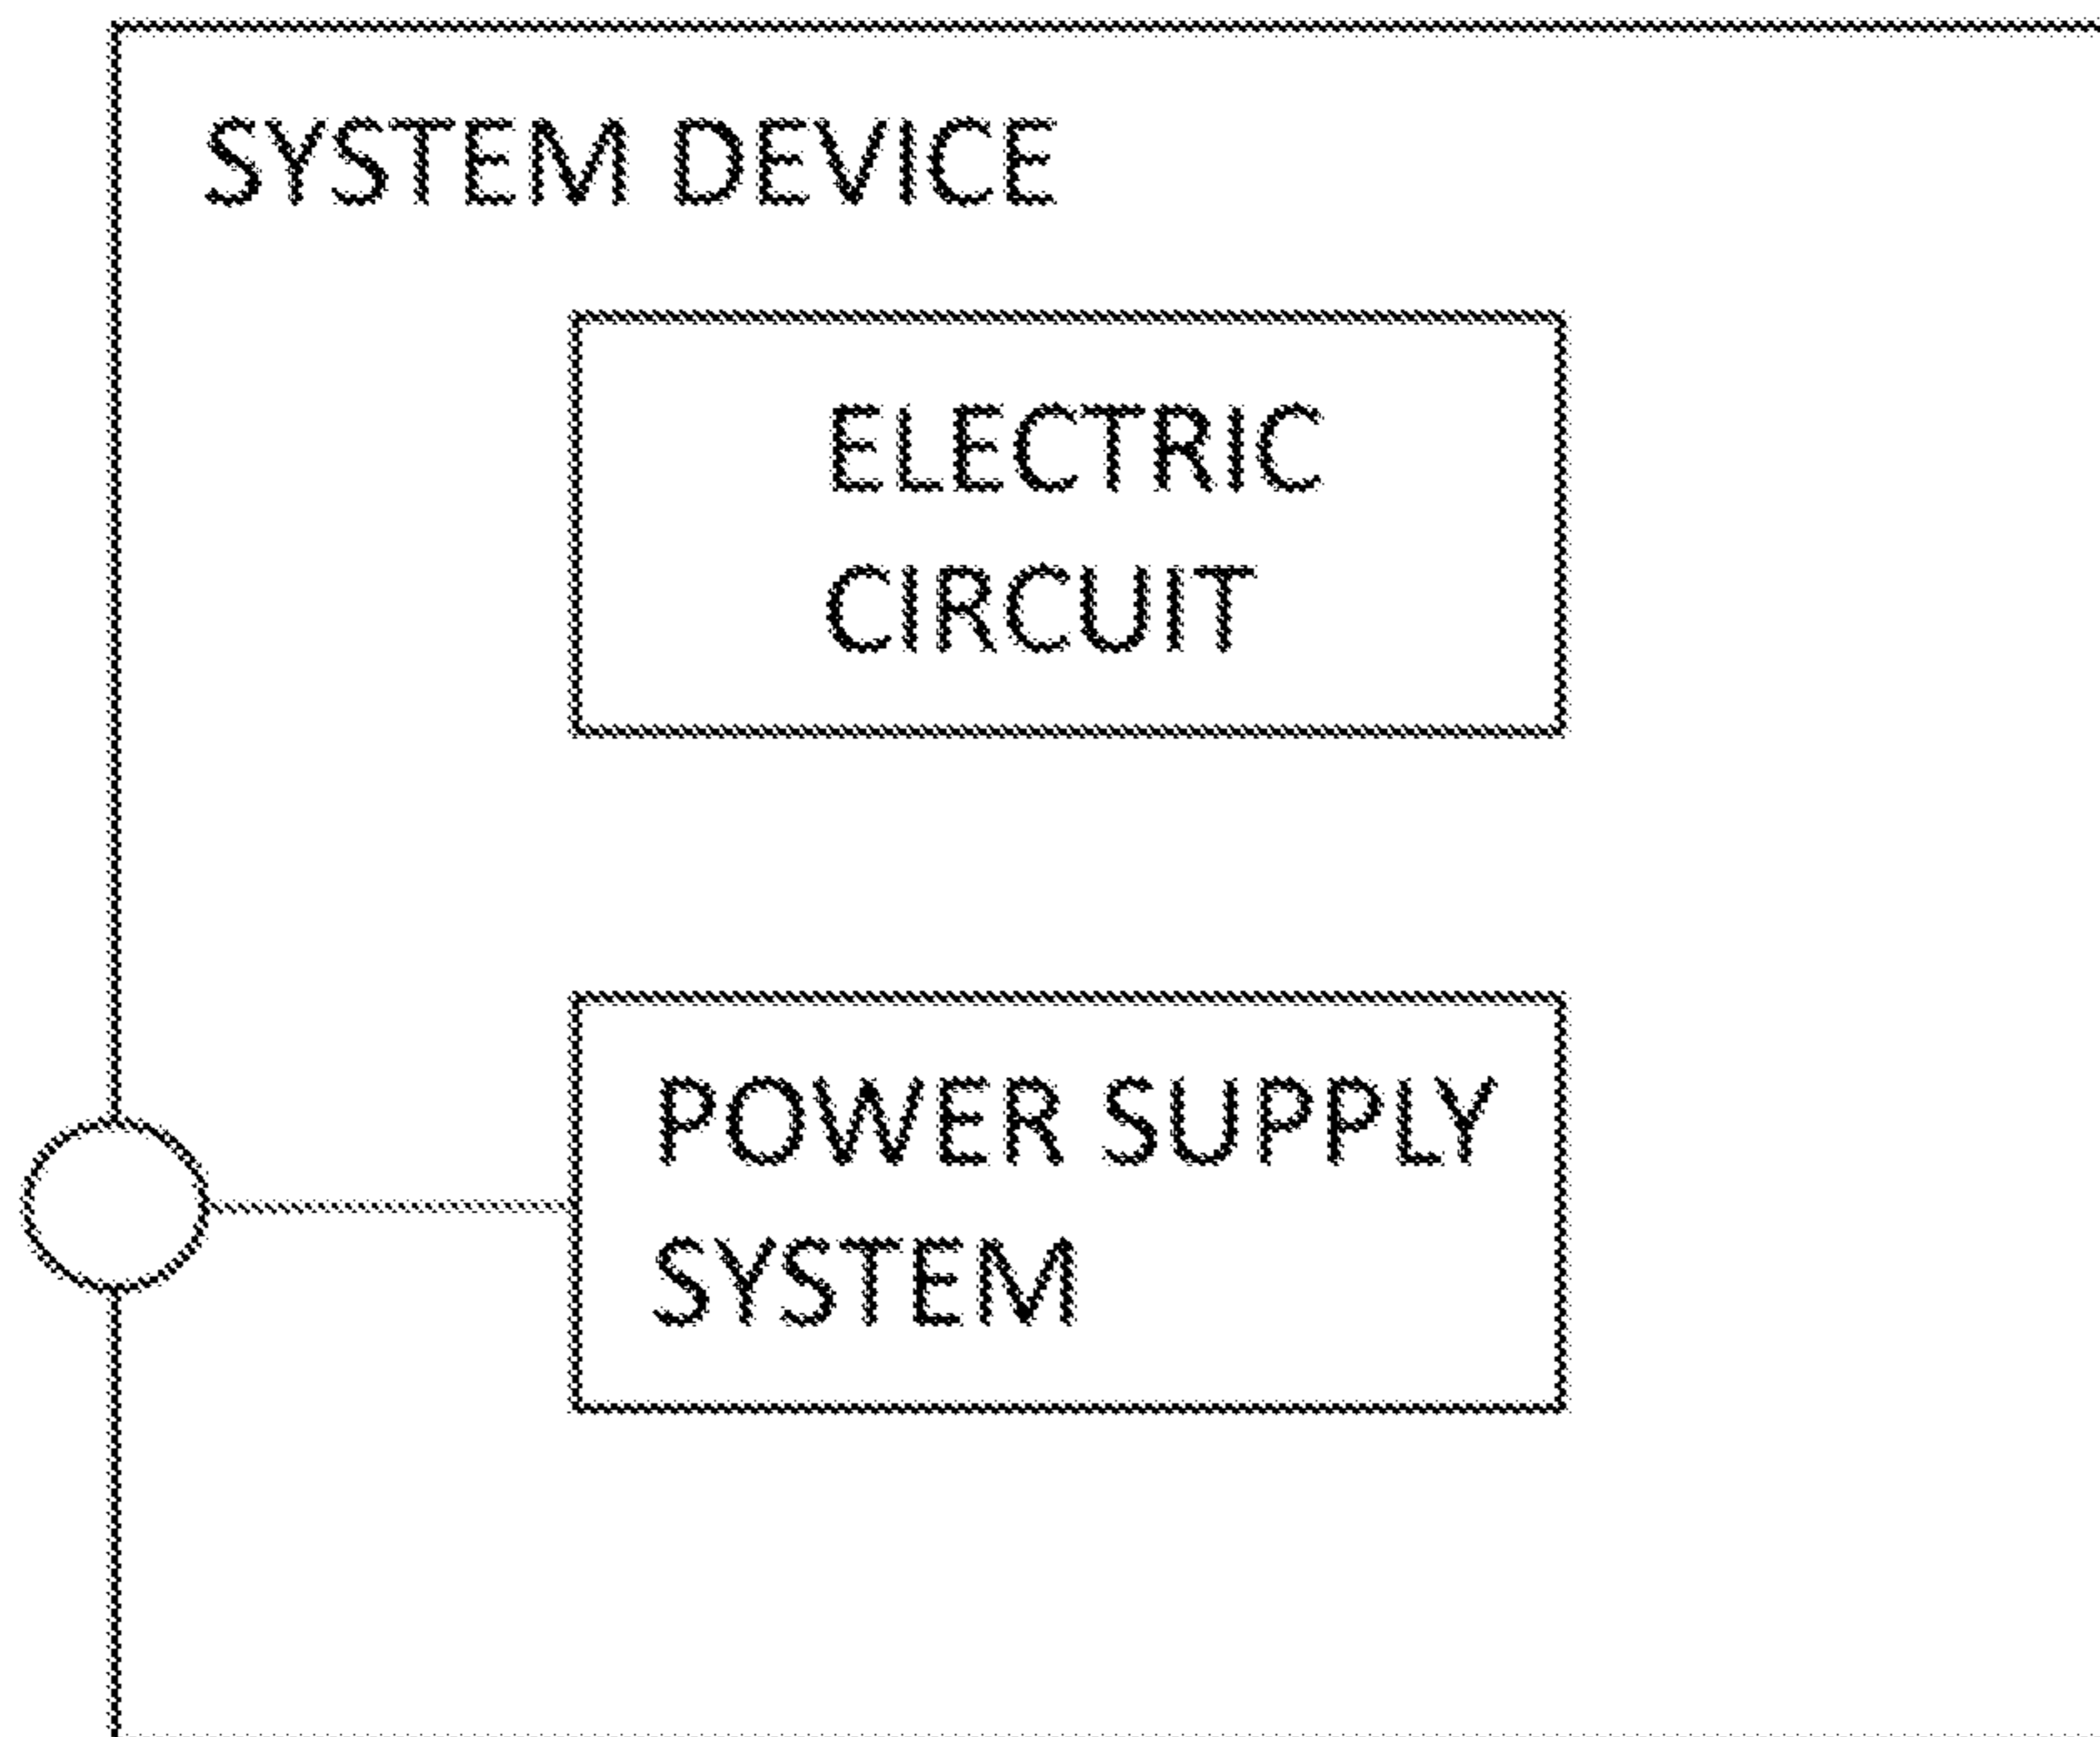 SYSTEM DEVICE
ELECTRIC
CIRCUIT
POWER SUPPLY
SYSTEM